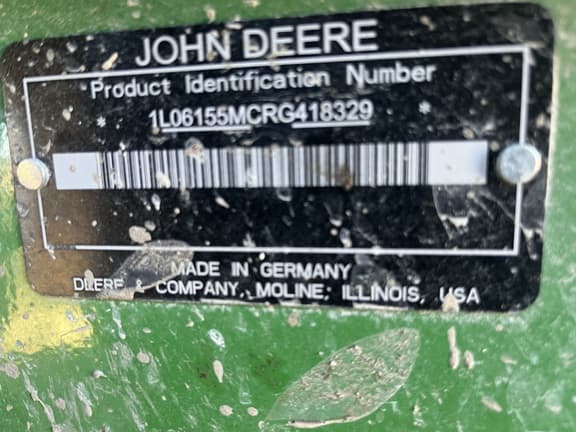 JOHN DEERE
Product Identification Number
1L06155MCRG418329 *
MADE IN GERMANY
DEERE & COMPANY, MOLINE, ILLINOIS, USA